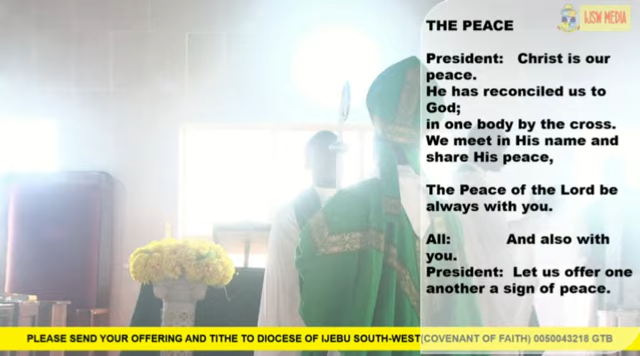 IJSW MEDIA
THE PEACE
President: Christ is our
peace.
He has reconciled us to
God;
in one body by the cross.
We meet in His name and
share His peace,
The Peace of the Lord be
always with you.
All: And also with
you.
President: Let us offer one
another a sign of peace.
PLEASE SEND YOUR OFFERING AND TITHE TO DIOCESE OF IJEBU SOUTH-WEST(COVENANT OF FAITH) 0050043218 GTB